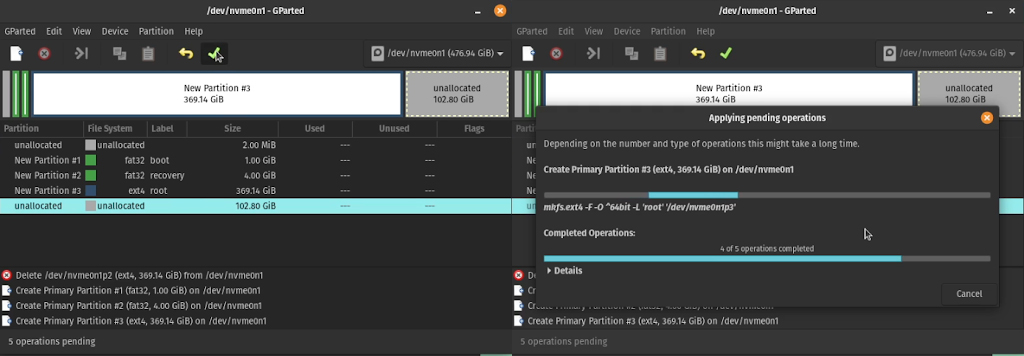 /dev/nvme0n1 - GParted
GParted Edit View Device Partition Help
/dev/nvme0n1 (476.94 GiB)
New Partition #3
369.14 GiB
unallocated
102.80 GiB
Partition File System Label Size Used Unused Flags
unallocated unallocated 2.00 MiB --- --- ---
New Partition #1 fat32 boot 1.00 GiB --- ---
New Partition #2 fat32 recovery 4.00 GiB --- ---
New Partition #3 ext4 root 369.14 GiB --- ---
unallocated unallocated 102.80 GiB --- ---
Delete /dev/nvme0n1p2 (ext4, 369.14 GiB) from /dev/nvme0n1
Create Primary Partition #1 (fat32, 1.00 GiB) on /dev/nvme0n1
Create Primary Partition #2 (fat32, 4.00 GiB) on /dev/nvme0n1
Create Primary Partition #3 (ext4, 369.14 GiB) on /dev/nvme0n1
5 operations pending
/dev/nvme0n1 - GParted
GParted Edit View Device Partition Help
/dev/nvme0n1 (476.94 GiB)
New Partition #3
369.14 GiB
unallocated
102.80 GiB
Applying pending operations
Depending on the number and type of operations this might take a long time.
Create Primary Partition #3 (ext4, 369.14 GiB) on /dev/nvme0n1
mkfs.ext4 -F -O ^64bit -L 'root' '/dev/nvme0n1p3'
Completed Operations:
4 of 5 operations completed
Details
Cancel
Create Primary Partition #3 (ext4, 369.14 GiB) on /dev/nvme0n1
5 operations pending